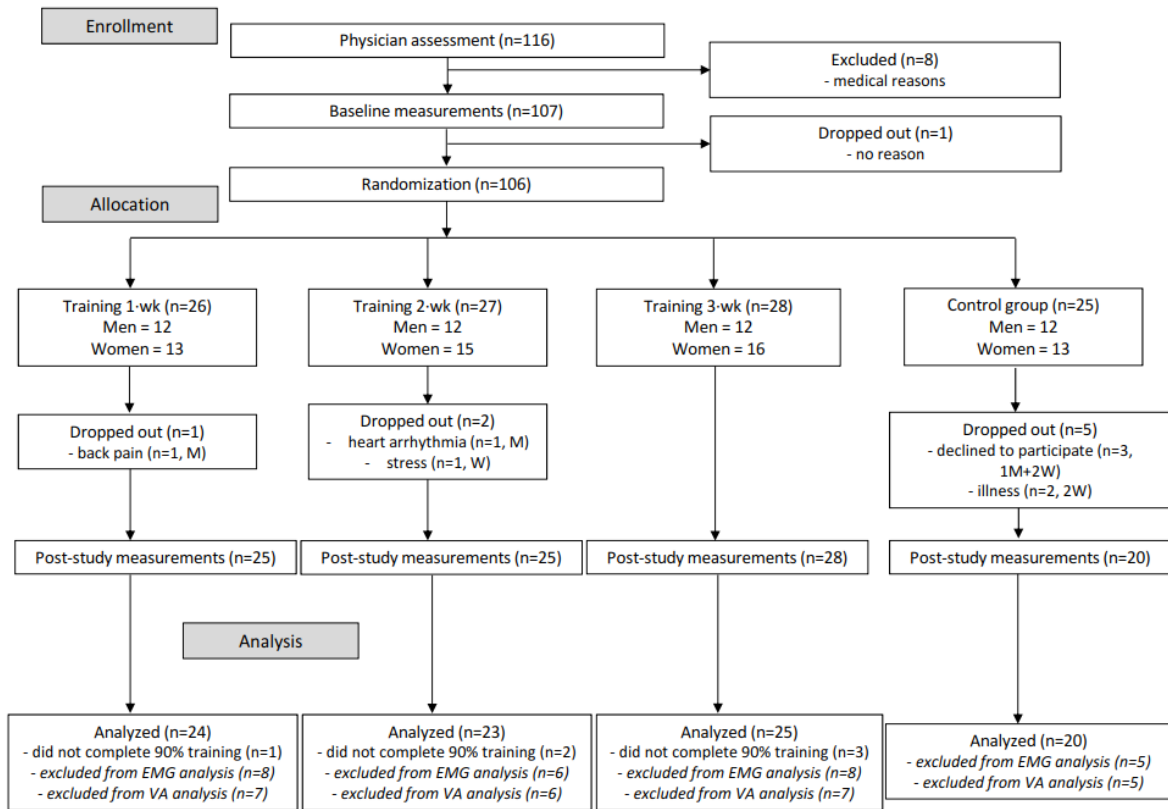 Enrollment
Physician assessment (n=116)
Excluded (n=8)
- medical reasons
Baseline measurements (n=107)
Dropped out (n=1)
- no reason
Randomization (n=106)
Allocation
Training 1·wk (n=26)
Men = 12
Women = 13
Training 2·wk (n=27)
Men = 12
Women = 15
Training 3·wk (n=28)
Men = 12
Women = 16
Control group (n=25)
Men = 12
Women = 13
Dropped out (n=1)
- back pain (n=1, M)
Dropped out (n=2)
- heart arrhythmia (n=1, M)
- stress (n=1, W)
Dropped out (n=5)
- declined to participate (n=3,
1M+2W)
- illness (n=2, 2W)
Post-study measurements (n=25)
Post-study measurements (n=25)
Post-study measurements (n=28)
Post-study measurements (n=20)
Analysis
Analyzed (n=24)
- did not complete 90% training (n=1)
- excluded from EMG analysis (n=8)
- excluded from VA analysis (n=7)
Analyzed (n=23)
- did not complete 90% training (n=2)
- excluded from EMG analysis (n=6)
- excluded from VA analysis (n=6)
Analyzed (n=25)
- did not complete 90% training (n=3)
- excluded from EMG analysis (n=8)
- excluded from VA analysis (n=7)
Analyzed (n=20)
- excluded from EMG analysis (n=5)
- excluded from VA analysis (n=5)